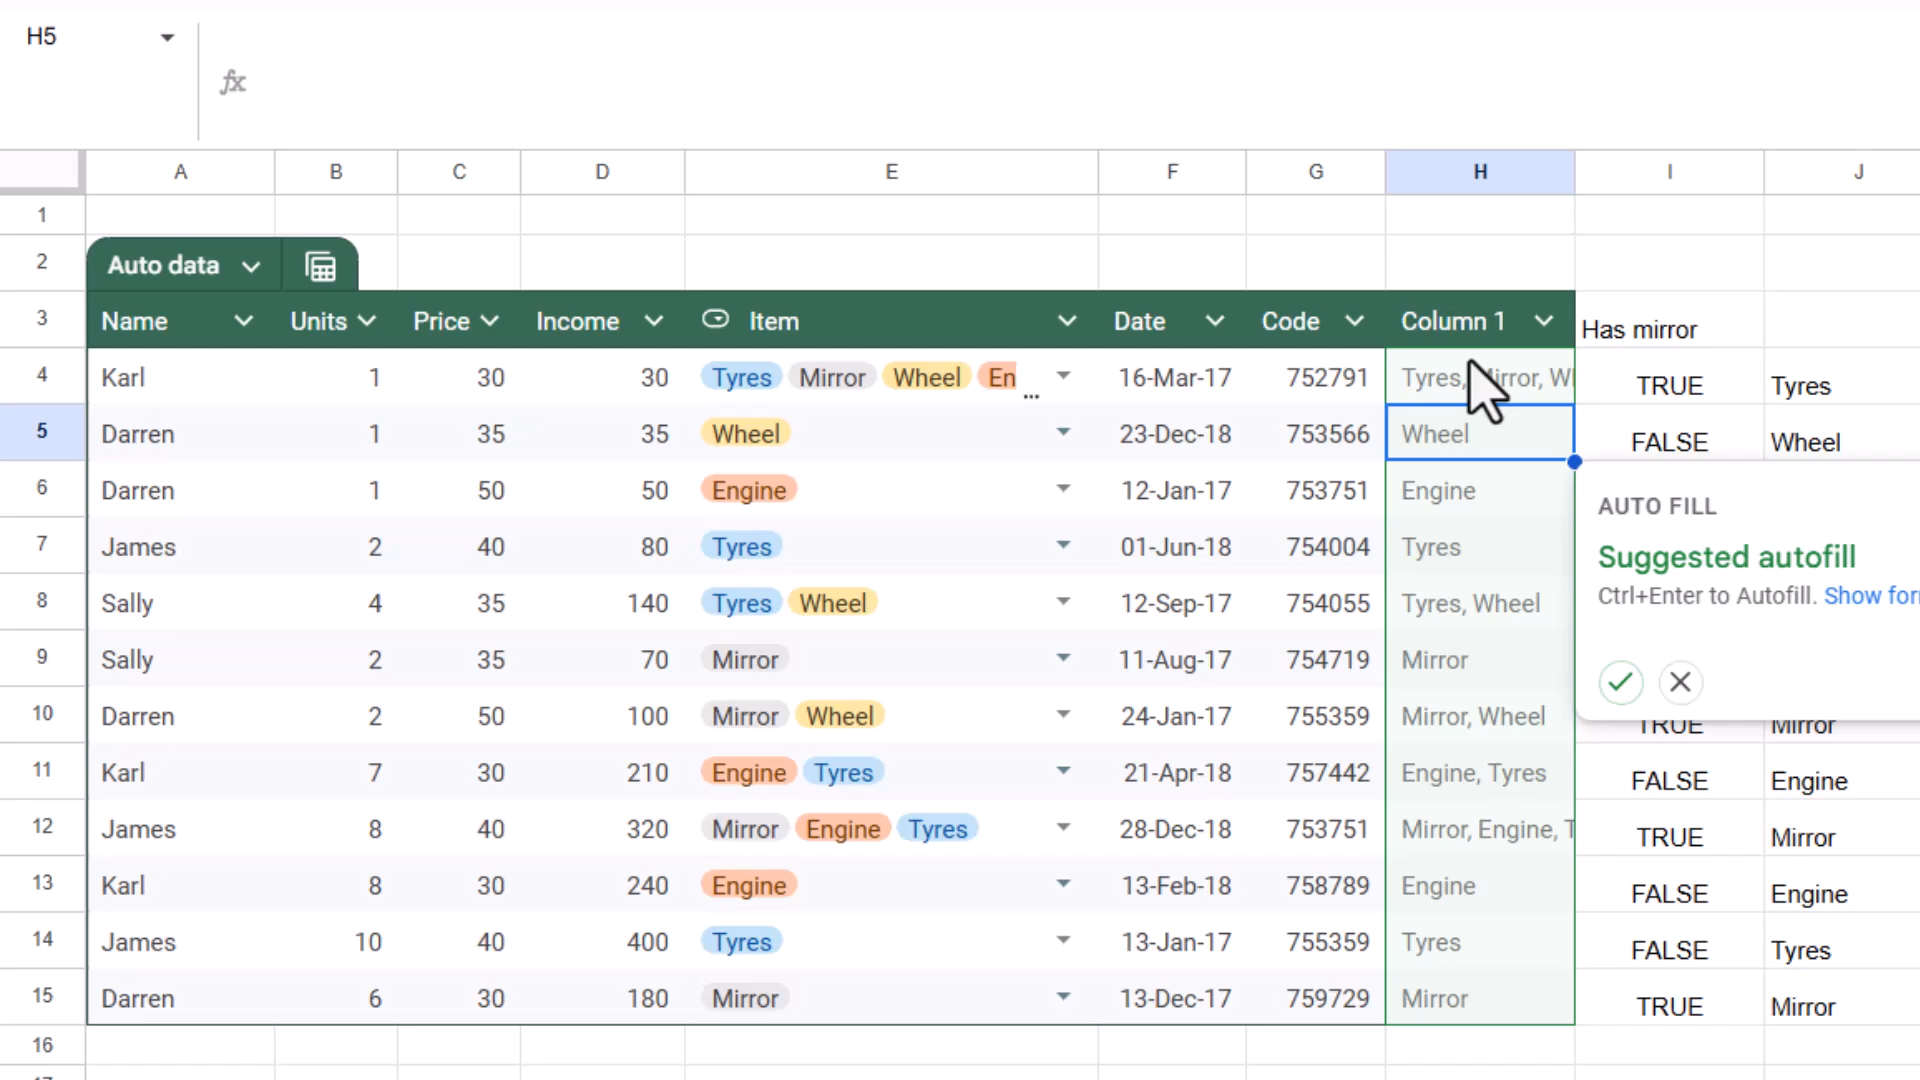 H5
fx
A B C D E F G H I J
1
2 Auto data
3 Name Units Price Income Item Date Code Column 1 Has mirror
4 Karl 1 30 30 Tyres Mirror Wheel En ... 16-Mar-17 752791 Tyres, Mirror, Wh TRUE Tyres
5 Darren 1 35 35 Wheel 23-Dec-18 753566 Wheel FALSE Wheel
6 Darren 1 50 50 Engine 12-Jan-17 753751 Engine
AUTO FILL
7 James 2 40 80 Tyres 01-Jun-18 754004 Tyres
Suggested autofill
8 Sally 4 35 140 Tyres Wheel 12-Sep-17 754055 Tyres, Wheel
Ctrl+Enter to Autofill. Show for
9 Sally 2 35 70 Mirror 11-Aug-17 754719 Mirror
10 Darren 2 50 100 Mirror Wheel 24-Jan-17 755359 Mirror, Wheel TRUE Mirror
11 Karl 7 30 210 Engine Tyres 21-Apr-18 757442 Engine, Tyres FALSE Engine
12 James 8 40 320 Mirror Engine Tyres 28-Dec-18 753751 Mirror, Engine, T TRUE Mirror
13 Karl 8 30 240 Engine 13-Feb-18 758789 Engine FALSE Engine
14 James 10 40 400 Tyres 13-Jan-17 755359 Tyres FALSE Tyres
15 Darren 6 30 180 Mirror 13-Dec-17 759729 Mirror TRUE Mirror
16